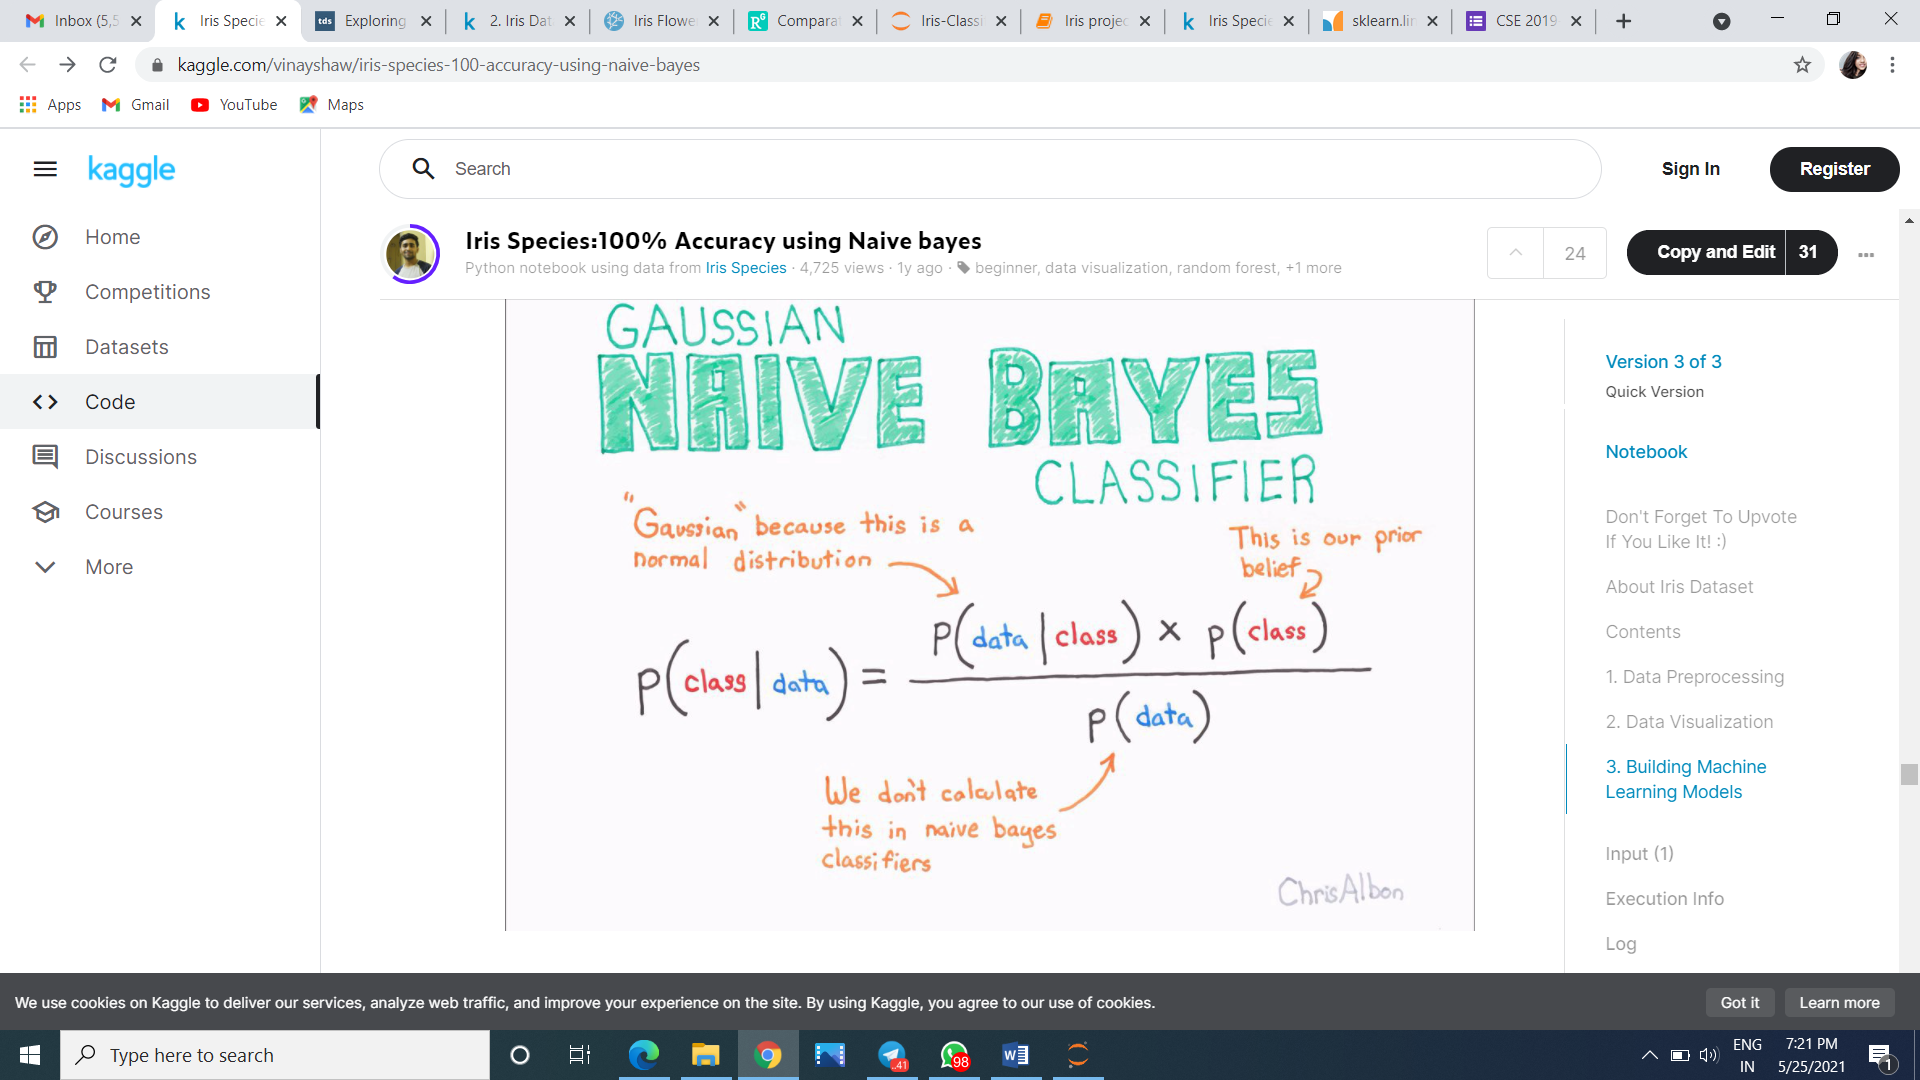 Inbox (5,5
Iris Specie
Exploring
2. Iris Dat
Iris Flowe
Comparat
Iris-Classi
Iris projec
Iris Specie
sklearn.lin
CSE 2019
kaggle.com/vinayshaw/iris-species-100-accuracy-using-naive-bayes
Apps
Gmail
YouTube
Maps
kaggle
Search
Sign In
Register
Home
Competitions
Datasets
Code
Discussions
Courses
More
Iris Species:100% Accuracy using Naive bayes
Python notebook using data from Iris Species · 4,725 views · 1y ago · beginner, data visualization, random forest, +1 more
24
Copy and Edit
31
GAUSSIAN
NAIVE BAYES
CLASSIFIER
"Gaussian" because this is a
normal distribution
This is our prior
belief
P(data|class) × P(class)
P(class|data) =
P(data)
We don't calculate
this in naive bayes
classifiers
ChrisAlbon
Version 3 of 3
Quick Version
Notebook
Don't Forget To Upvote
If You Like It! :)
About Iris Dataset
Contents
1. Data Preprocessing
2. Data Visualization
3. Building Machine
Learning Models
Input (1)
Execution Info
Log
We use cookies on Kaggle to deliver our services, analyze web traffic, and improve your experience on the site. By using Kaggle, you agree to our use of cookies.
Got it
Learn more
Type here to search
41
98
ENG
IN
7:21 PM
5/25/2021
1